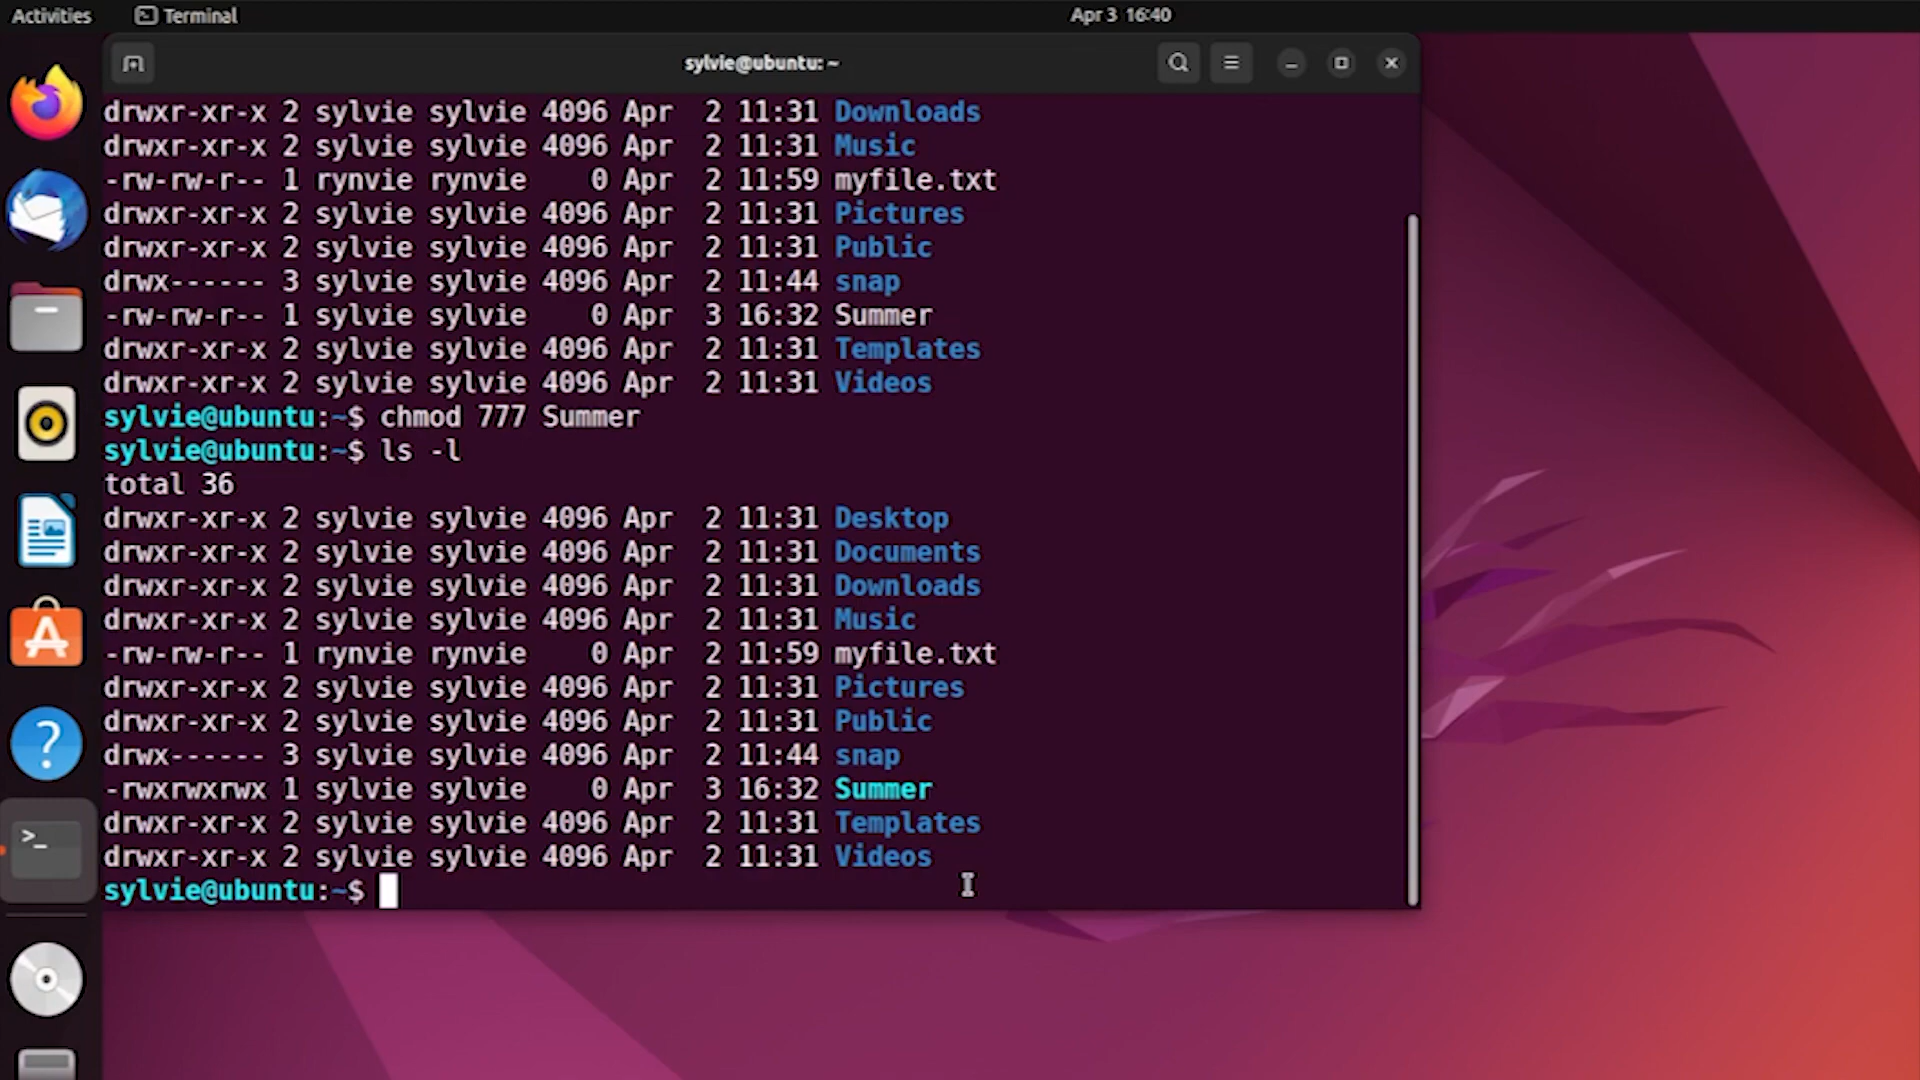 Activities Terminal Apr 3 16:40
sylvie@ubuntu: ~
drwxr-xr-x 2 sylvie sylvie 4096 Apr  2 11:31 Downloads
drwxr-xr-x 2 sylvie sylvie 4096 Apr  2 11:31 Music
-rw-rw-r-- 1 rynvie rynvie    0 Apr  2 11:59 myfile.txt
drwxr-xr-x 2 sylvie sylvie 4096 Apr  2 11:31 Pictures
drwxr-xr-x 2 sylvie sylvie 4096 Apr  2 11:31 Public
drwx------ 3 sylvie sylvie 4096 Apr  2 11:44 snap
-rw-rw-r-- 1 sylvie sylvie    0 Apr  3 16:32 Summer
drwxr-xr-x 2 sylvie sylvie 4096 Apr  2 11:31 Templates
drwxr-xr-x 2 sylvie sylvie 4096 Apr  2 11:31 Videos
sylvie@ubuntu:~$ chmod 777 Summer
sylvie@ubuntu:~$ ls -l
total 36
drwxr-xr-x 2 sylvie sylvie 4096 Apr  2 11:31 Desktop
drwxr-xr-x 2 sylvie sylvie 4096 Apr  2 11:31 Documents
drwxr-xr-x 2 sylvie sylvie 4096 Apr  2 11:31 Downloads
drwxr-xr-x 2 sylvie sylvie 4096 Apr  2 11:31 Music
-rw-rw-r-- 1 rynvie rynvie    0 Apr  2 11:59 myfile.txt
drwxr-xr-x 2 sylvie sylvie 4096 Apr  2 11:31 Pictures
drwxr-xr-x 2 sylvie sylvie 4096 Apr  2 11:31 Public
drwx------ 3 sylvie sylvie 4096 Apr  2 11:44 snap
-rwxrwxrwx 1 sylvie sylvie    0 Apr  3 16:32 Summer
drwxr-xr-x 2 sylvie sylvie 4096 Apr  2 11:31 Templates
drwxr-xr-x 2 sylvie sylvie 4096 Apr  2 11:31 Videos
sylvie@ubuntu:~$